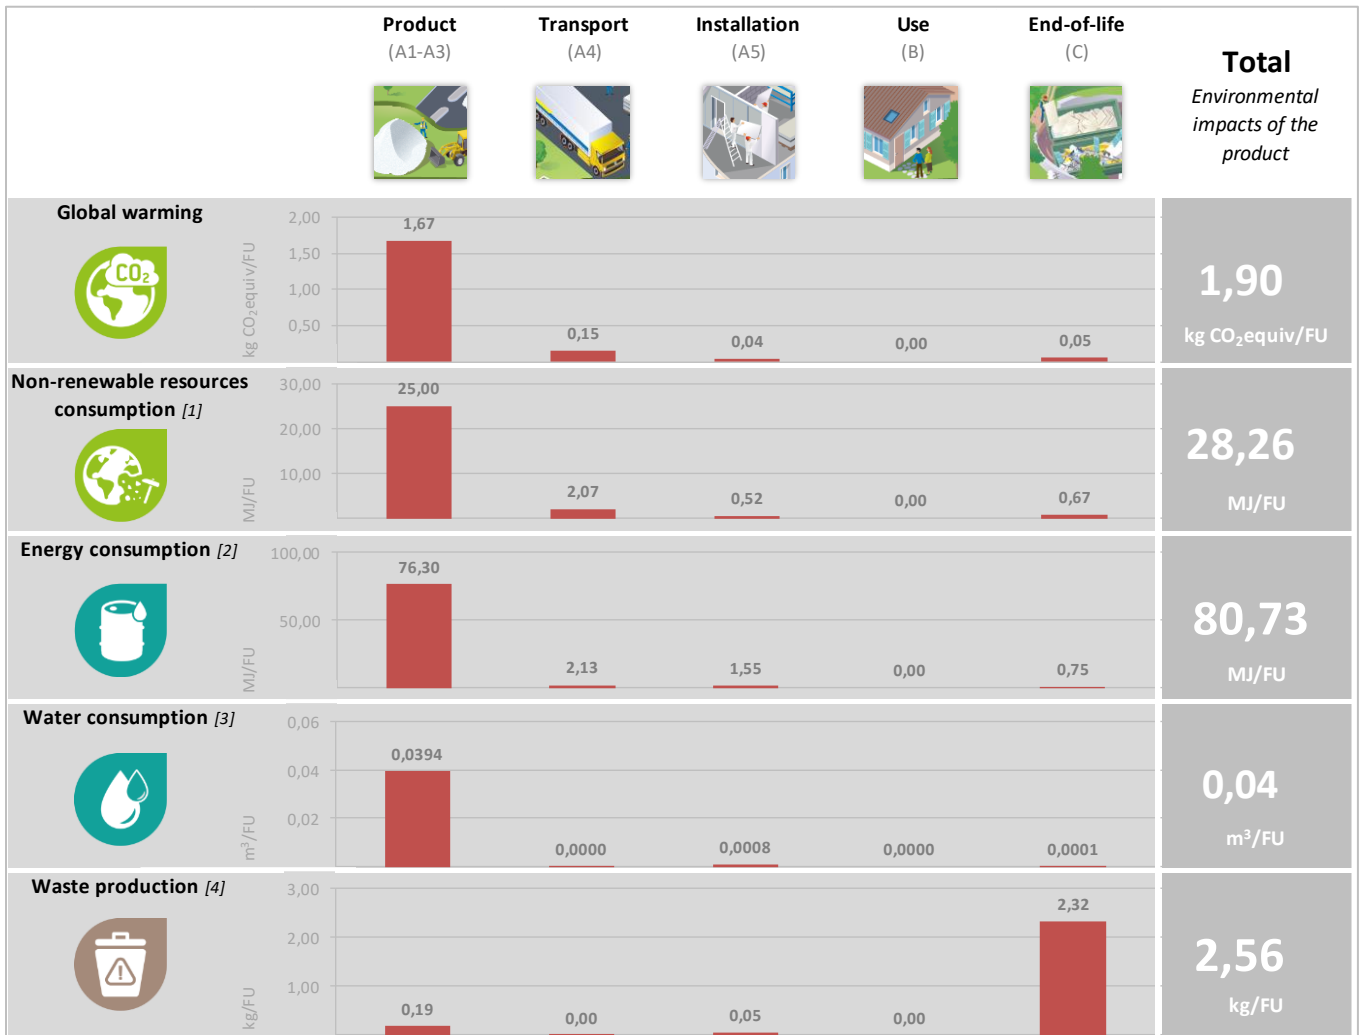 Product
(A1-A3)
Transport
(A4)
Installation
(A5)
Use
(B)
End-of-life
(C)
Total
Environmental
impacts of the
product
Global warming
CO₂
kg CO₂equiv/FU
2,00
1,50
1,00
0,50
1,67
0,15
0,04
0,00
0,05
1,90
kg CO₂equiv/FU
Non-renewable resources
consumption [1]
MJ/FU
30,00
20,00
10,00
25,00
2,07
0,52
0,00
0,67
28,26
MJ/FU
Energy consumption [2]
MJ/FU
100,00
50,00
76,30
2,13
1,55
0,00
0,75
80,73
MJ/FU
Water consumption [3]
m³/FU
0,06
0,04
0,02
0,0394
0,0000
0,0008
0,0000
0,0001
0,04
m³/FU
Waste production [4]
kg/FU
3,00
2,00
1,00
0,19
0,00
0,05
0,00
2,32
2,56
kg/FU